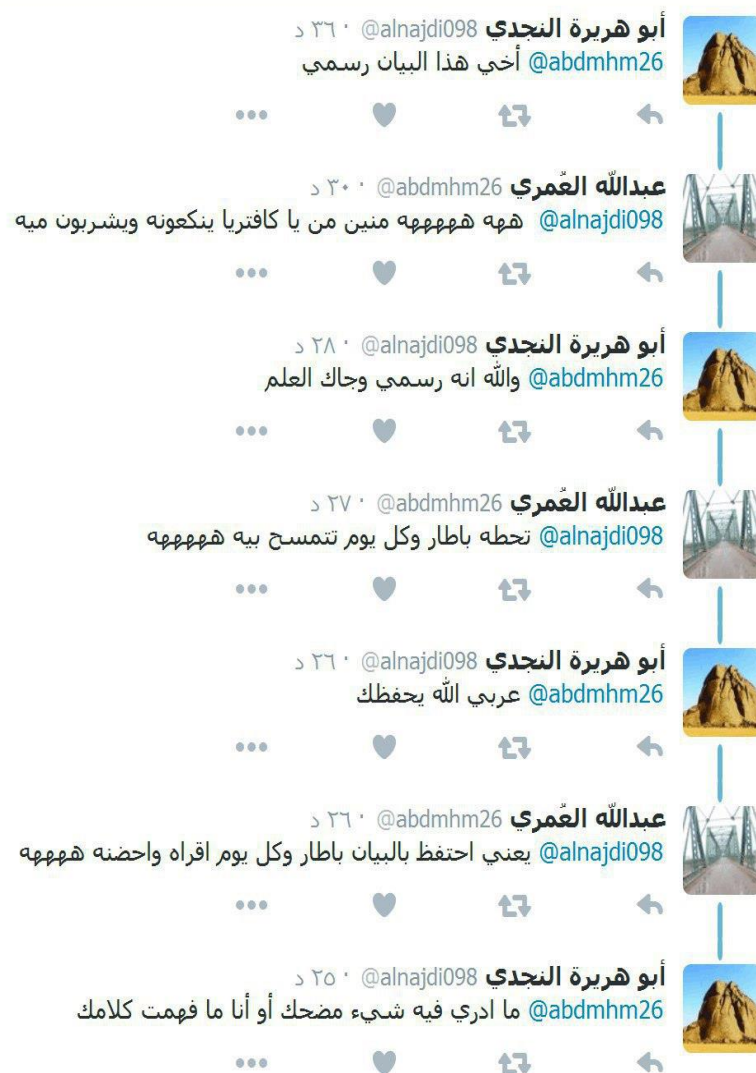 أبو هريرة النجدي @alnajdi098 · ٣٦ د
@abdmhm26 أخي هذا البيان رسمي
عبدالله العُمري @abdmhm26 · ٣٠ د
@alnajdi098 ههه هههههه منين من يا كافتريا ينكعونه ويشربون ميه
أبو هريرة النجدي @alnajdi098 · ٢٨ د
@abdmhm26 والله انه رسمي وجاك العلم
عبدالله العُمري @abdmhm26 · ٢٧ د
@alnajdi098 تحطه باطار وكل يوم تتمسح بيه هههههه
أبو هريرة النجدي @alnajdi098 · ٢٦ د
@abdmhm26 عربي الله يحفظك
عبدالله العُمري @abdmhm26 · ٢٦ د
@alnajdi098 يعني احتفظ بالبيان باطار وكل يوم اقراه واحضنه ههههه
أبو هريرة النجدي @alnajdi098 · ٢٥ د
@abdmhm26 ما ادري فيه شيء مضحك أو أنا ما فهمت كلامك